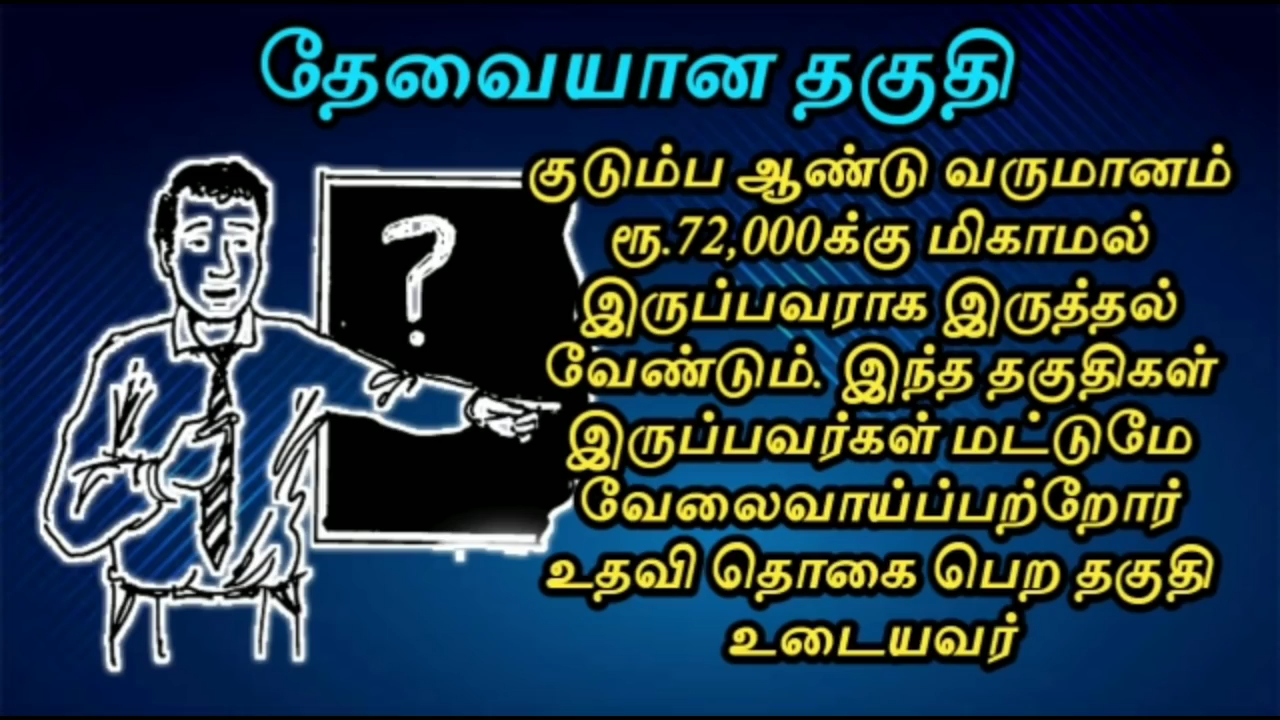 தேவையான தகுதி
குடும்ப ஆண்டு வருமானம்
ரூ.72,000க்கு மிகாமல்
இருப்பவராக இருத்தல்
வேண்டும். இந்த தகுதிகள்
இருப்பவர்கள் மட்டுமே
வேலைவாய்ப்பற்றோர்
உதவி தொகை பெற தகுதி
உடையவர்
?